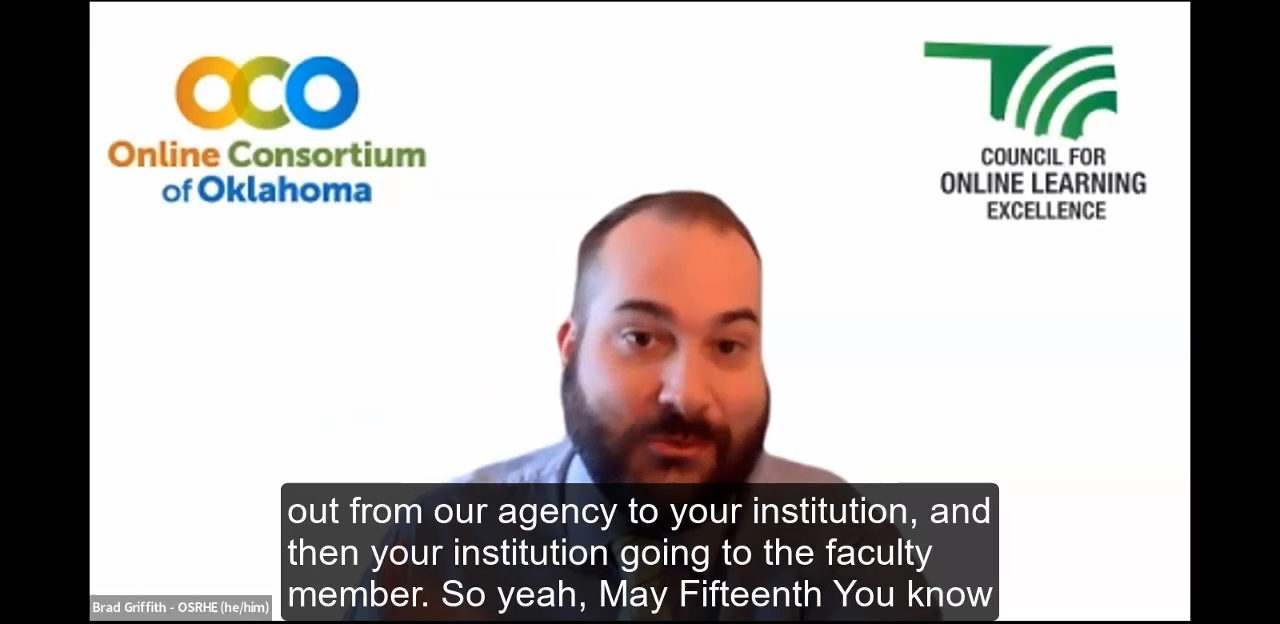 OCO
Online Consortium
of Oklahoma
COUNCIL FOR
ONLINE LEARNING
EXCELLENCE
out from our agency to your institution, and
then your institution going to the faculty
member. So yeah, May Fifteenth You know
Brad Griffith - OSRHE (he/him)